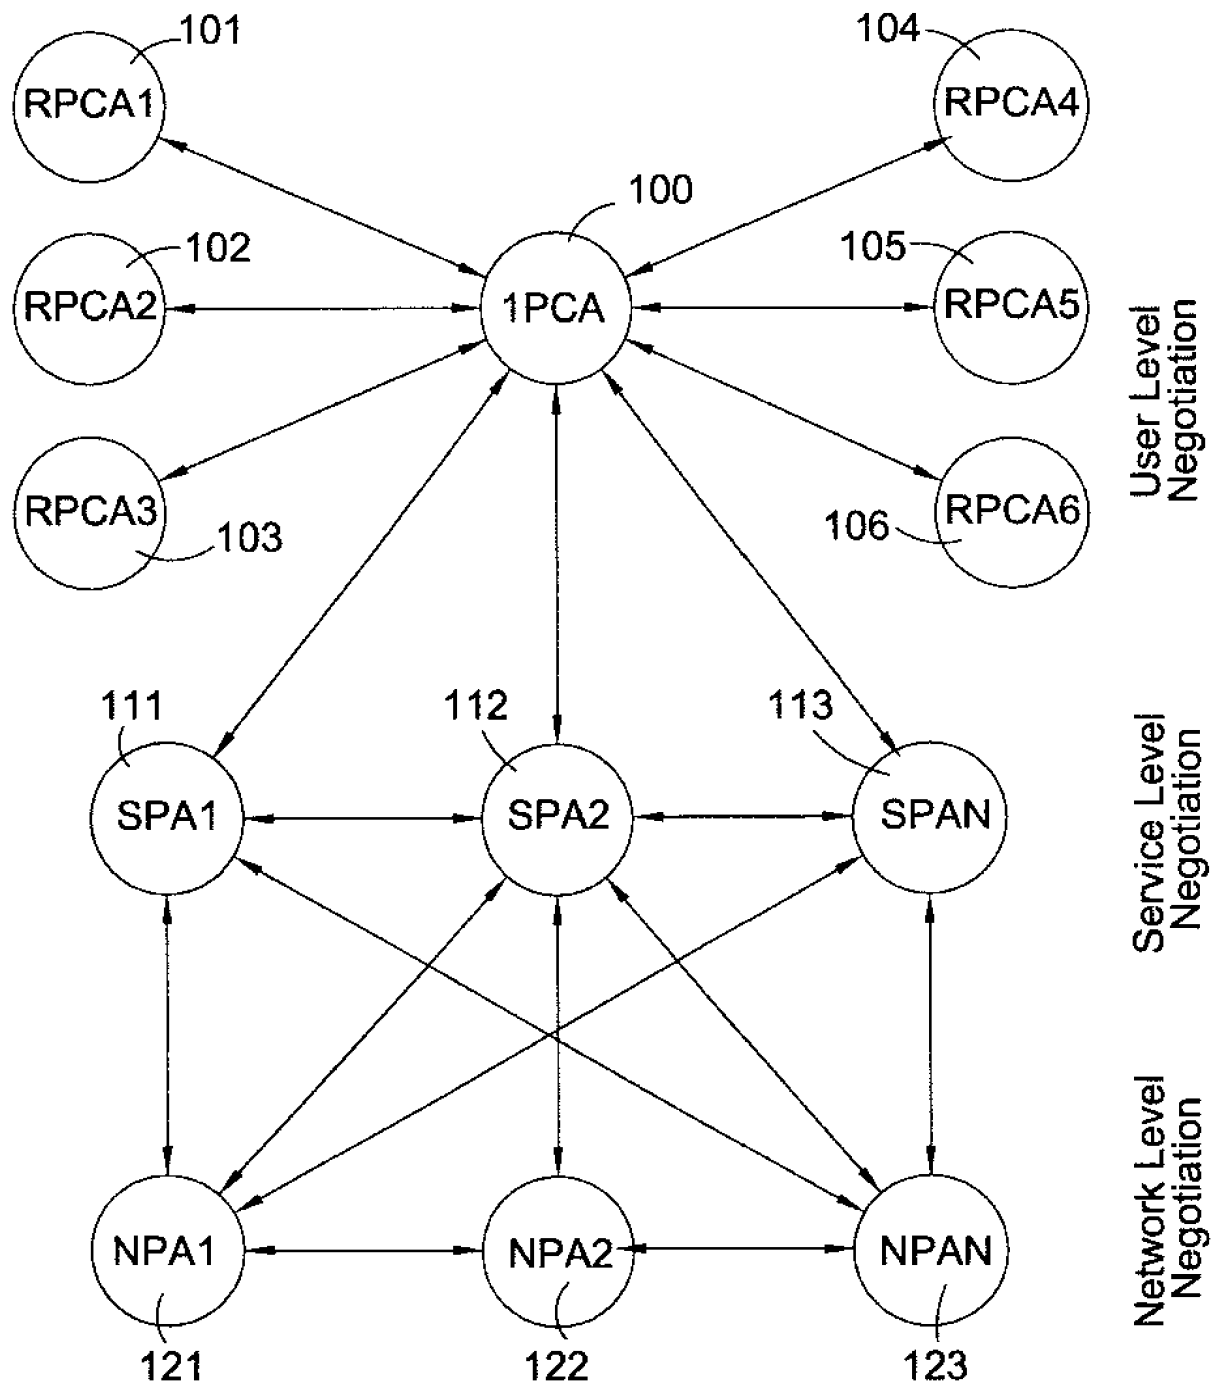 101
104
RPCA1
RPCA4
100
102
105
RPCA2
1PCA
RPCA5
User Level
Negotiation
RPCA3
RPCA6
103
106
111
112
113
SPA1
SPA2
SPAN
Service Level
Negotiation
NPA1
NPA2
NPAN
Network Level
Negotiation
121
122
123